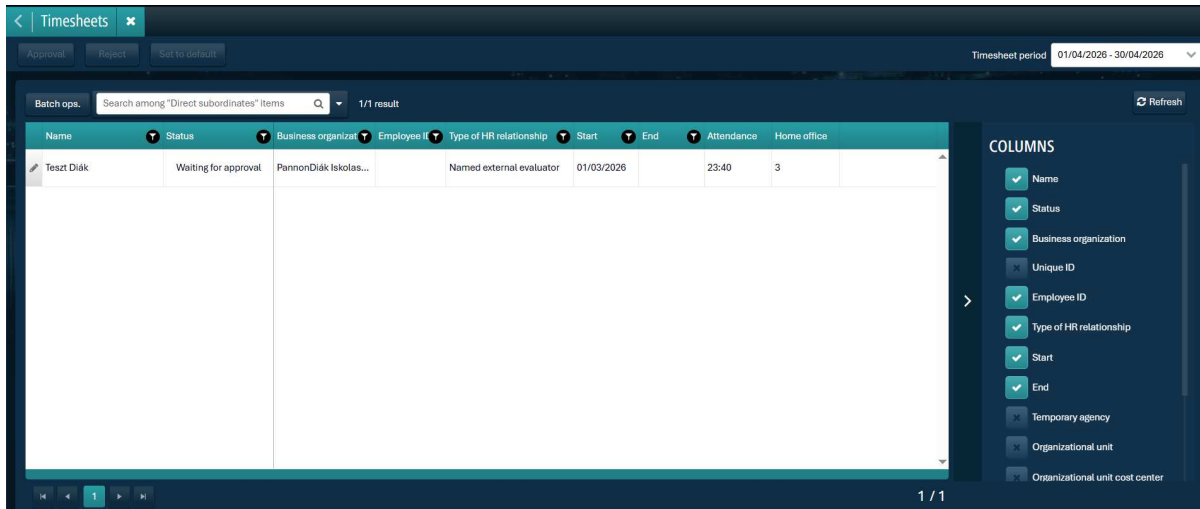 Timesheets
Approval Reject Set to default Timesheet period 01/04/2026 - 30/04/2026
Batch ops. Search among "Direct subordinates" items 1/1 result Refresh
Name Status Business organizat Employee ID Type of HR relationship Start End Attendance Home office
Teszt Diák Waiting for approval PannonDiák Iskolas... Named external evaluator 01/03/2026 23:40 3
COLUMNS
Name
Status
Business organization
Unique ID
Employee ID
Type of HR relationship
Start
End
Temporary agency
Organizational unit
Organizational unit cost center
1 1 / 1